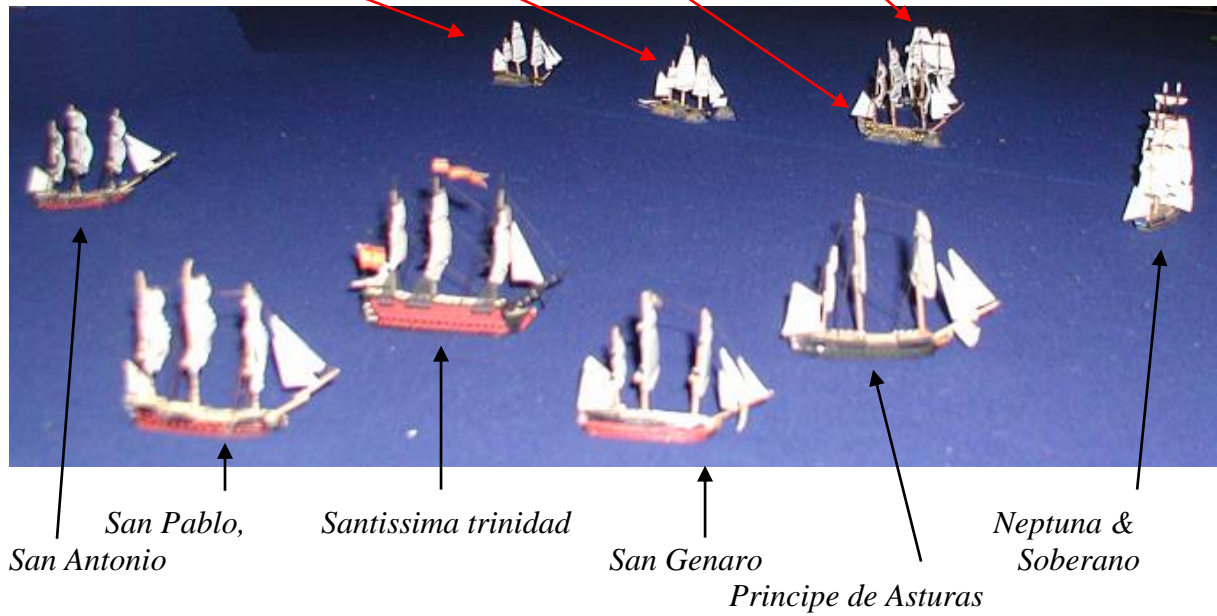 San Pablo,
San Antonio
Santissima trinidad
San Genaro
Principe de Asturas
Neptuna &
Soberano